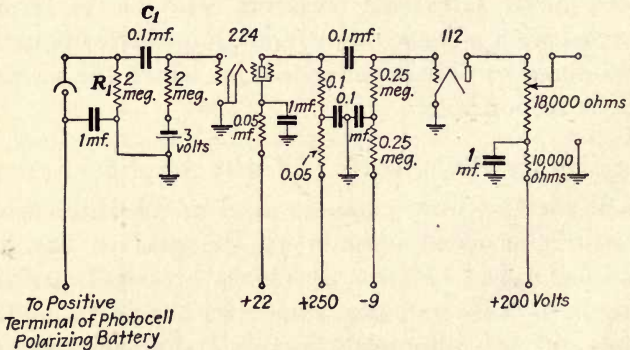 C1
0.1 mf.
224
0.1 mf.
112
R1
2
meg.
2
meg.
1 mf.
3
volts
0.05
mf.
1 mf.
0.1
0.1
mf.
0.05
0.25
meg.
0.25
meg.
18,000 ohms
1
mf.
10,000
ohms
To Positive
Terminal of Photocell
Polarizing Battery
+22
+250
-9
+200 Volts